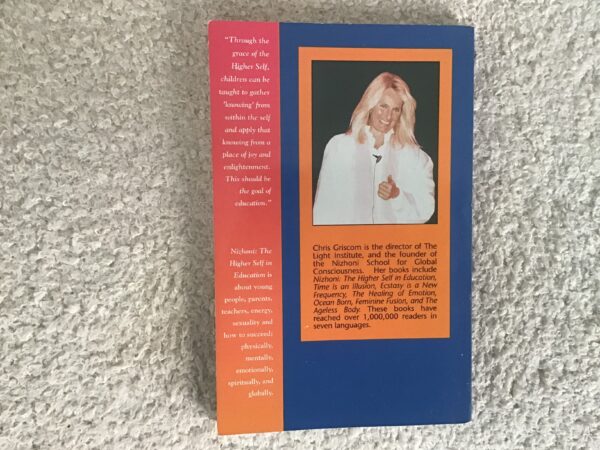 "Through the
grace of the
Higher Self,
children can be
taught to gather
'knowing' from
within the self
and apply that
knowing from a
place of joy and
enlightenment.
This should be
the goal of
education."
Nizhoni: The
Higher Self in
Education is
about young
people, parents,
teachers, energy,
sexuality and
how to succeed:
physically,
mentally,
emotionally,
spiritually, and
globally.
Chris Griscom is the director of The
Light Institute, and the founder of
the Nizhoni School for Global
Consciousness. Her books include
Nizhoni: The Higher Self in Education,
Time is an Illusion, Ecstasy is a New
Frequency, The Healing of Emotion,
Ocean Born, Feminine Fusion, and The
Ageless Body. These books have
reached over 1,000,000 readers in
seven languages.